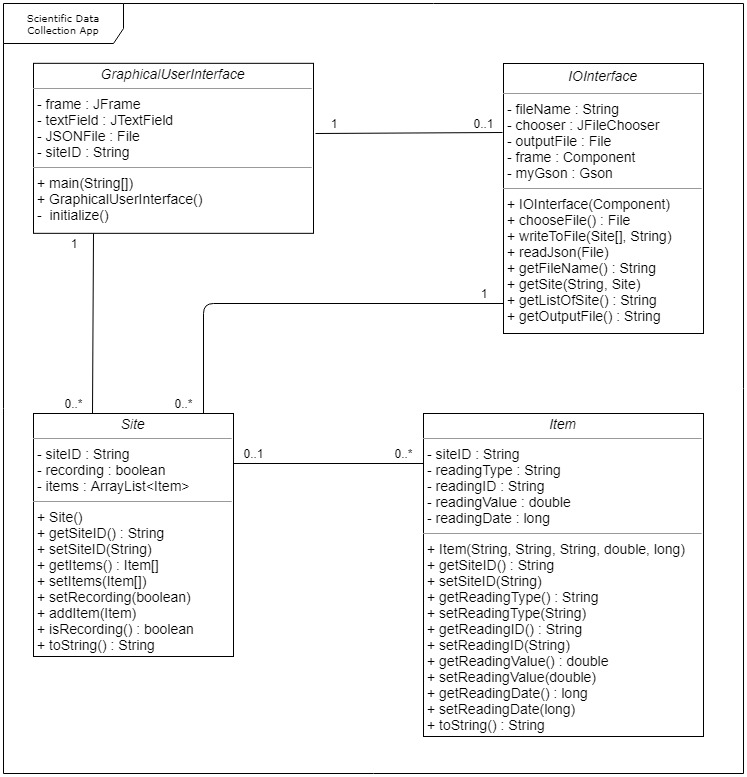 Scientific Data
Collection App
GraphicalUserInterface
- frame : JFrame
- textField : JTextField
- JSONFile : File
- siteID : String
+ main(String[])
+ GraphicalUserInterface()
- initialize()
1
0..1
IOInterface
- fileName : String
- chooser : JFileChooser
- outputFile : File
- frame : Component
- myGson : Gson
+ IOInterface(Component)
+ chooseFile() : File
+ writeToFile(Site[], String)
+ readJson(File)
+ getFileName() : String
+ getSite(String, Site)
+ getListOfSite() : String
+ getOutputFile() : String
1
1
0..*
0..*
Site
- siteID : String
- recording : boolean
- items : ArrayList<Item>
+ Site()
+ getSiteID() : String
+ setSiteID(String)
+ getItems() : Item[]
+ setItems(Item[])
+ setRecording(boolean)
+ addItem(Item)
+ isRecording() : boolean
+ toString() : String
0..1
0..*
Item
- siteID : String
- readingType : String
- readingID : String
- readingValue : double
- readingDate : long
+ Item(String, String, String, double, long)
+ getSiteID() : String
+ setSiteID(String)
+ getReadingType() : String
+ setReadingType(String)
+ getReadingID() : String
+ setReadingID(String)
+ getReadingValue() : double
+ setReadingValue(double)
+ getReadingDate() : long
+ setReadingDate(long)
+ toString() : String